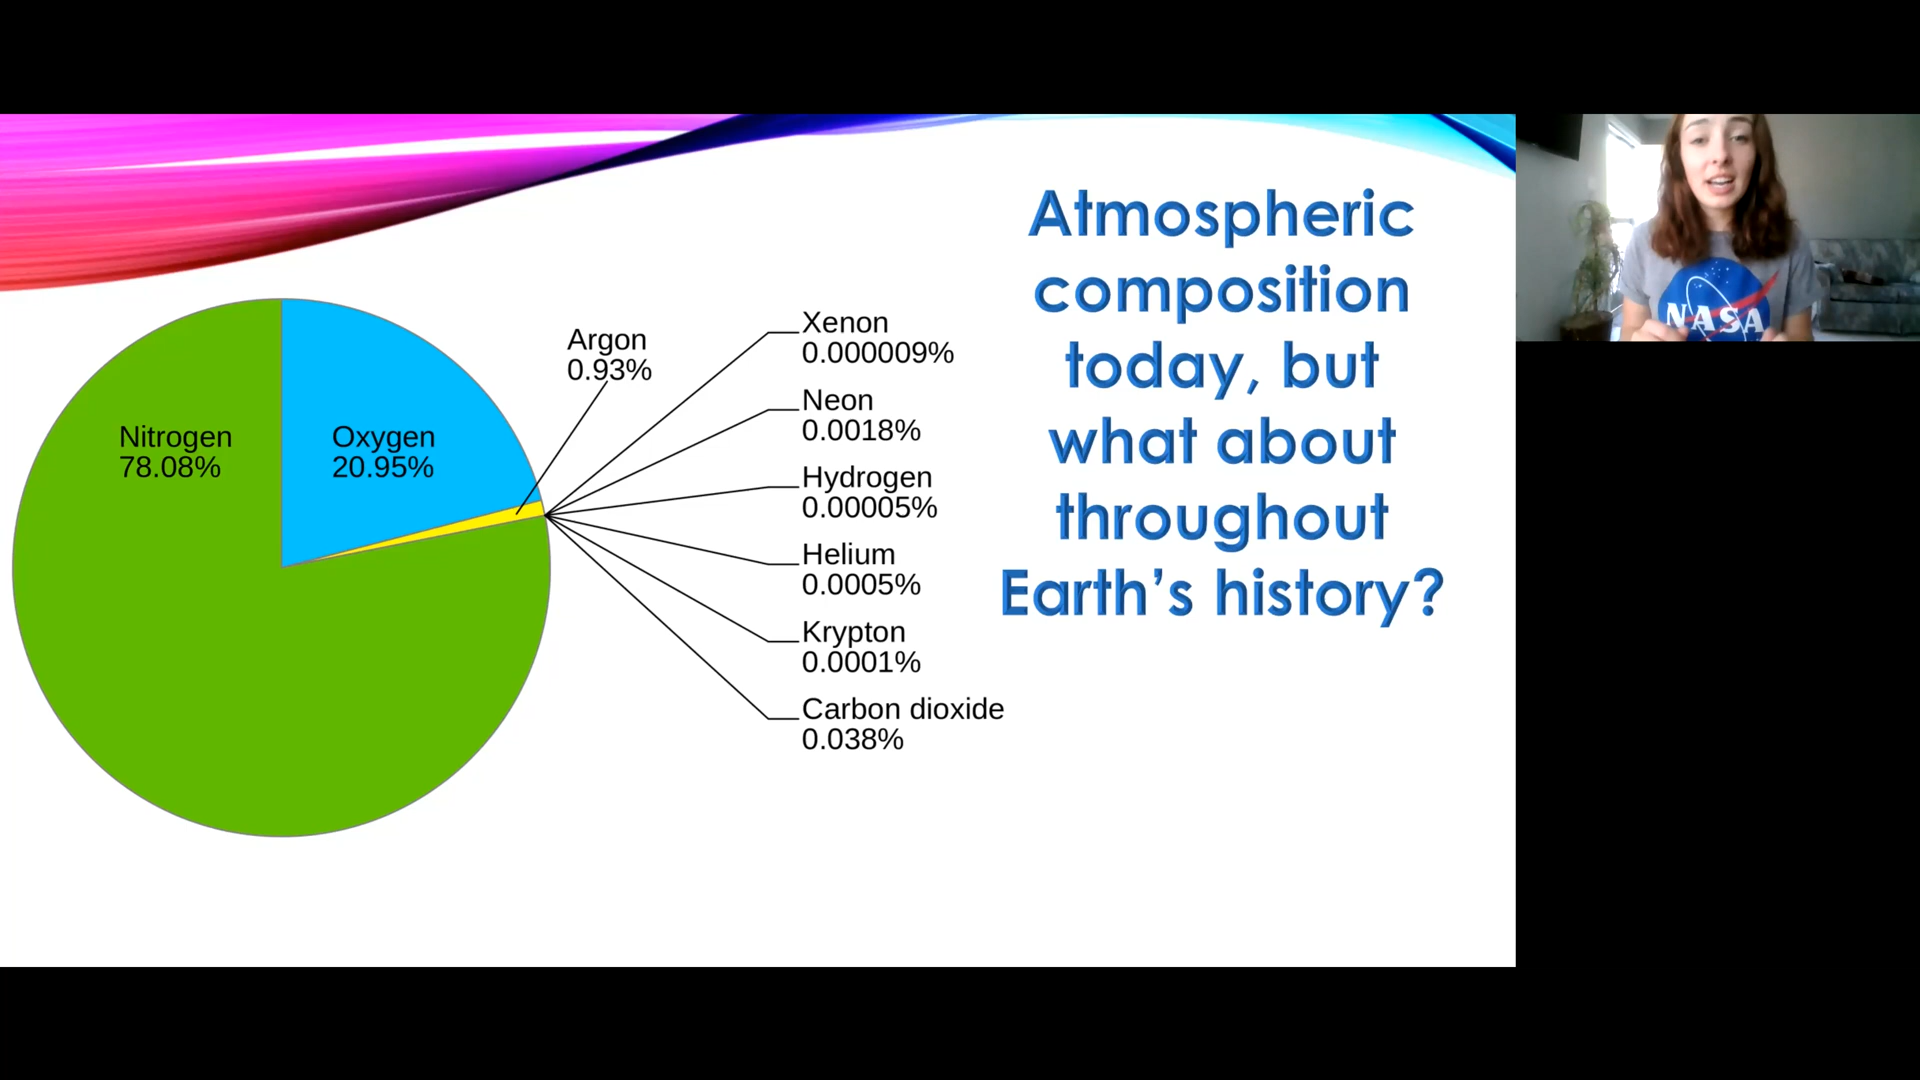 Atmospheric
composition
today, but
what about
throughout
Earth’s history?
Nitrogen
78.08%
Oxygen
20.95%
Argon
0.93%
Xenon
0.000009%
Neon
0.0018%
Hydrogen
0.00005%
Helium
0.0005%
Krypton
0.0001%
Carbon dioxide
0.038%
NASA